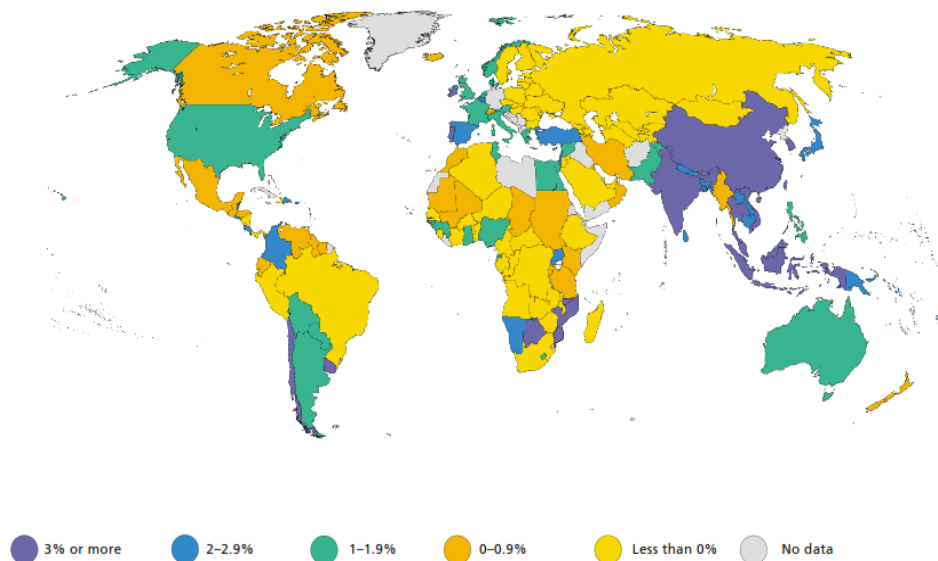 3% or more 2–2.9% 1–1.9% 0–0.9% Less than 0% No data